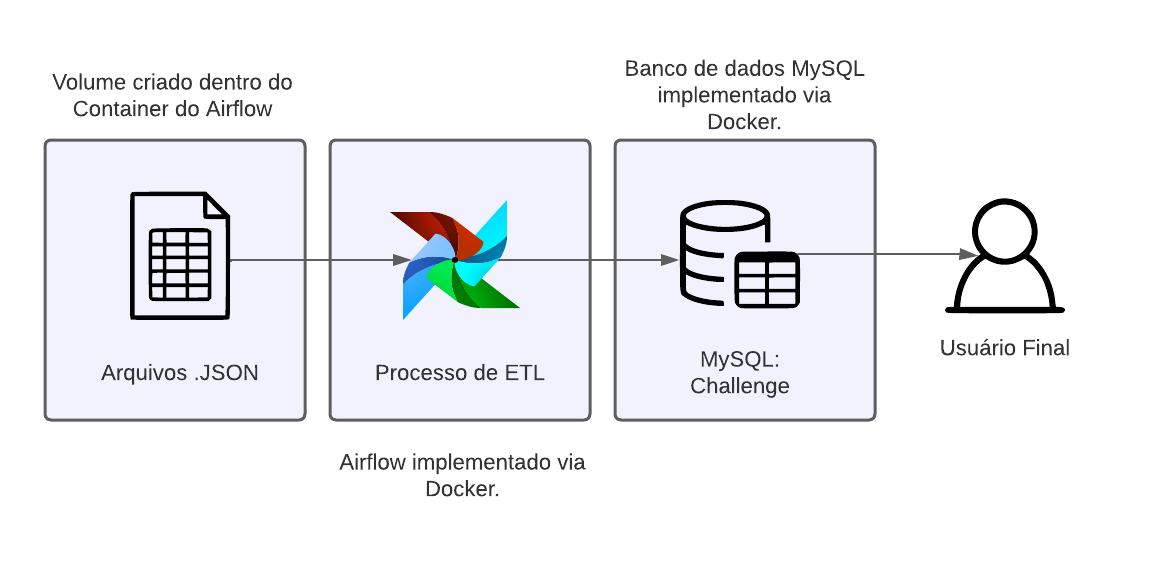 Volume criado dentro do
Container do Airflow
Banco de dados MySQL
implementado via
Docker.
Arquivos .JSON
Processo de ETL
MySQL:
Challenge
Usuário Final
Airflow implementado via
Docker.